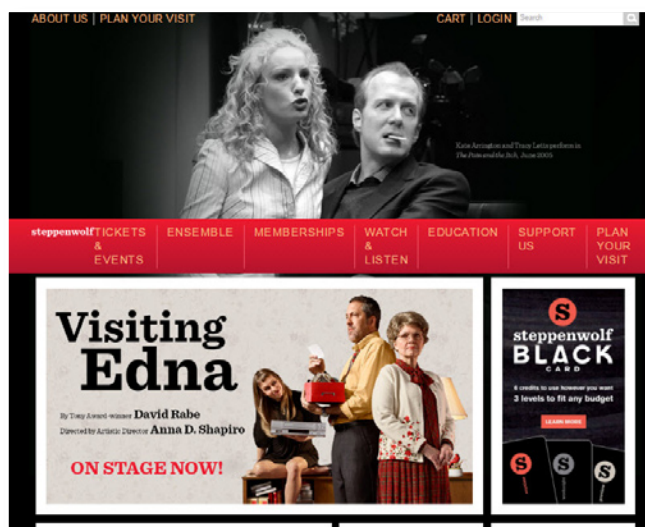 ABOUT US | PLAN YOUR VISIT
CART | LOGIN
Search
Kate Arrington and Tracy Letts perform in
The Pain and the Itch, June 2005
steppenwolf
TICKETS
&
EVENTS
ENSEMBLE
MEMBERSHIPS
WATCH
&
LISTEN
EDUCATION
SUPPORT
US
PLAN
YOUR
VISIT
Visiting
Edna
By Tony Award-winner David Rabe
Directed by Artistic Director Anna D. Shapiro
ON STAGE NOW!
S
steppenwolf
BLACK
CARD
6 credits to use however you want
3 levels to fit any budget
LEARN MORE
S
S
S